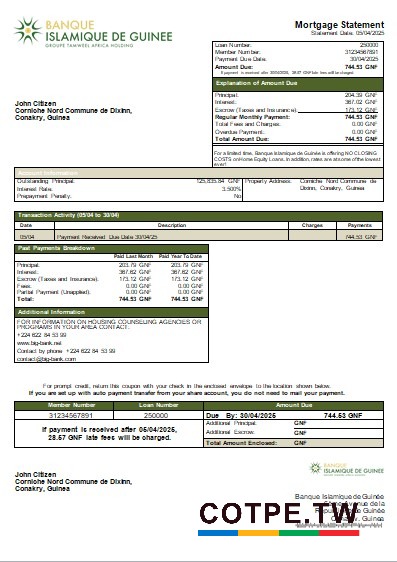 BANQUE
ISLAMIQUE DE GUINEE
GROUPE TAMWEEL AFRICA HOLDING
Mortgage Statement
Statement Date: 05/04/2025
Loan Number: 250000
Member Number: 31234567891
Payment Due Date: 30/04/2025
Amount Due: 744.53 GNF
If payment is received after 30/04/2025, 28.57 GNF late fees will be charged.
Explanation of Amount Due
Principal: 204.39 GNF
Interest: 367.02 GNF
Escrow (Taxes and Insurance): 173.12 GNF
Regular Monthly Payment: 744.53 GNF
Total Fees and Charges: 0.00 GNF
Overdue Payment: 0.00 GNF
Total Amount Due: 744.53 GNF
John Citizen
Corniohe Nord Commune de Dixinn,
Conakry, Guinea
For a limited time, Banque Islamique de Guinée is offering NO CLOSING
COSTS onHome Equity Loans. In addition, rates are atsome of the lowest
ever!
Account Information
Outstanding Principal: 125,835.84 GNF
Interest Rate: 3.500%
Prepayment Penalty: No
Property Address: Corniohe Nord Commune de
Dixinn, Conakry, Guinea
Transaction Activity (05/04 to 30/04)
Date Description Charges Payments
05/04 Payment Received Due Date 30/04/25 744.53 GNF
Past Payments Breakdown
Paid Last Month Paid Year To Date
Principal: 203.79 GNF 203.79 GNF
Interest: 367.62 GNF 367.62 GNF
Escrow (Taxes and Insurance): 173.12 GNF 173.12 GNF
Fees: 0.00 GNF 0.00 GNF
Partial Payment (Unapplied): 0.00 GNF 0.00 GNF
Total: 744.53 GNF 744.53 GNF
Additional Information
FOR INFORMATION ON HOUSING COUNSELING AGENCIES OR
PROGRAMS IN YOUR AREA CONTACT:
+224 622 84 53 99
www.big-bank.net
Contact by phone +224 622 84 53 99
contact@big-bank.com
For prompt credit, return this coupon with your check in the enclosed envelope to the location shown below.
If you are set up with auto payment transfer from your share account, you do not need to mail your payment.
Member Number Loan Number Amount Due
31234567891 250000 Due By: 30/04/2025 744.53 GNF
If payment is received after 05/04/2025,
28.57 GNF late fees will be charged.
Additional Principal: GNF
Additional Escrow: GNF
Total Amount Enclosed: GNF
John Citizen
Corniohe Nord Commune de Dixinn,
Conakry, Guinea
BANQUE
ISLAMIQUE DE GUINEE
Banque Islamique de Guinée
COTPE.TW